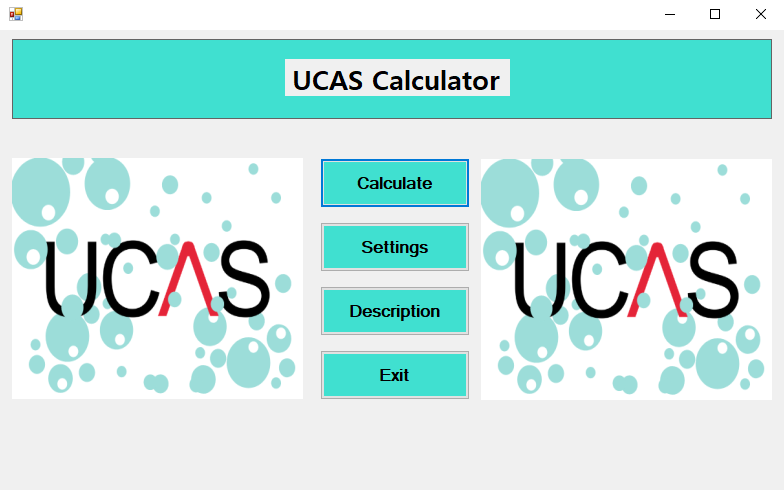 UCAS Calculator
UCAS
Calculate
Settings
Description
Exit
UCAS